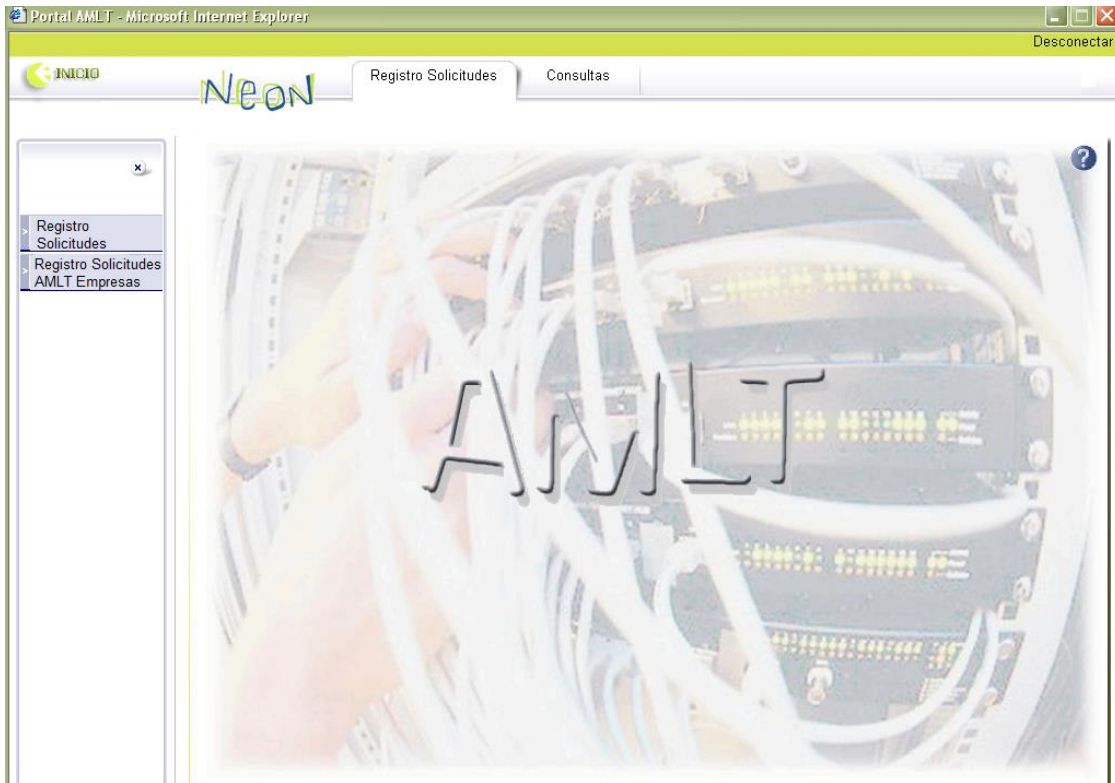 Portal AMLT - Microsoft Internet Explorer
Desconectar
INICIO
NeON
Registro Solicitudes
Consultas
Registro
Solicitudes
Registro Solicitudes
AMLT Empresas
?
AMLT